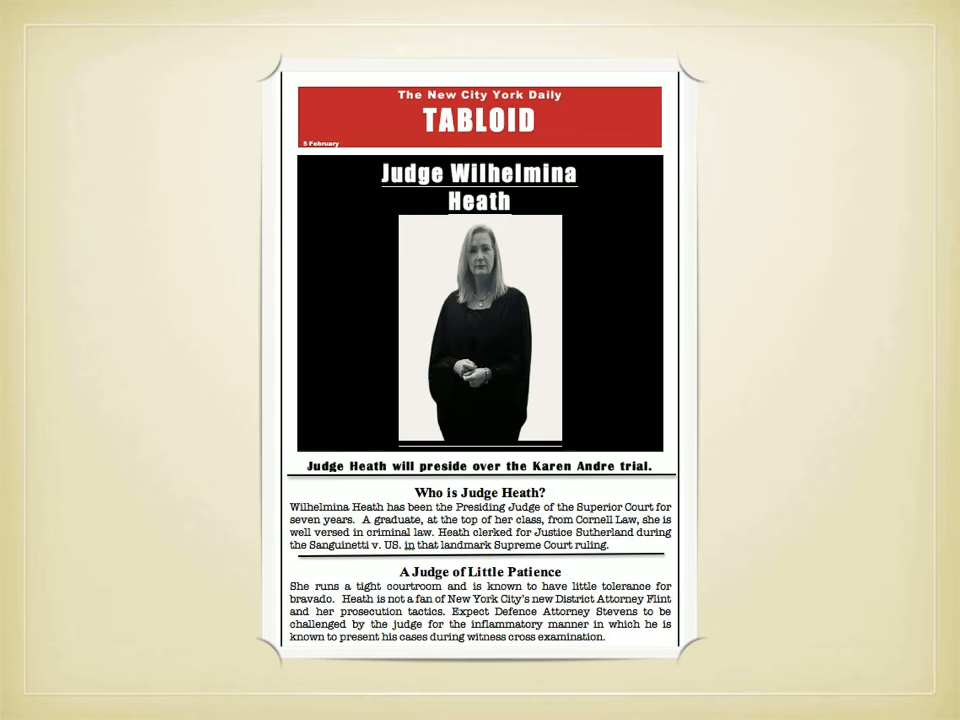 The New City York Daily
TABLOID
5 February
Judge Wilhelmina
Heath
Judge Heath will preside over the Karen Andre trial.
Who is Judge Heath?
Wilhelmina Heath has been the Presiding Judge of the Superior Court for
seven years. A graduate, at the top of her class, from Cornell Law, she is
well versed in criminal law. Heath clerked for Justice Sutherland during
the Sanguinetti v. US. in that landmark Supreme Court ruling.
A Judge of Little Patience
She runs a tight courtroom and is known to have little tolerance for
bravado. Heath is not a fan of New York City's new District Attorney Flint
and her prosecution tactics. Expect Defence Attorney Stevens to be
challenged by the judge for the inflammatory manner in which he is
known to present his cases during witness cross examination.